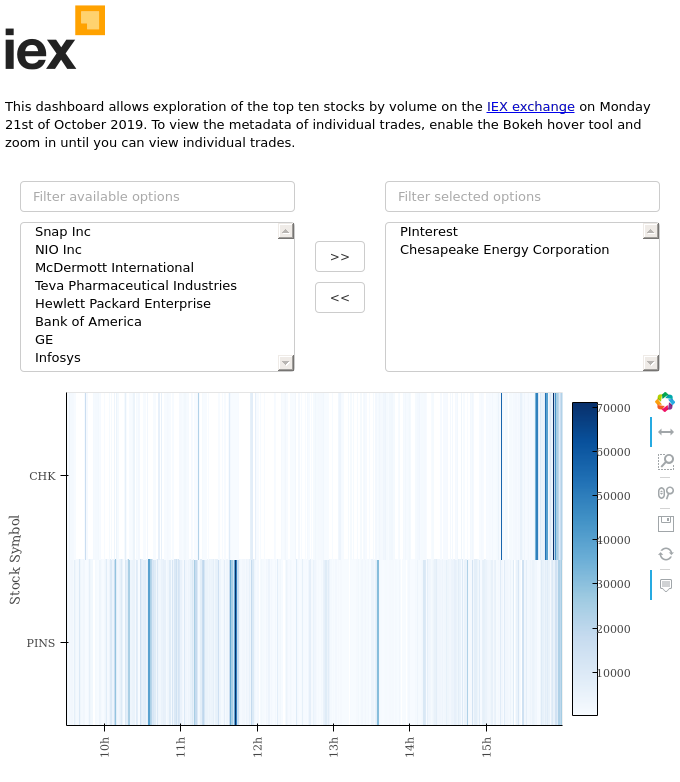 iex
This dashboard allows exploration of the top ten stocks by volume on the IEX exchange on Monday
21st of October 2019. To view the metadata of individual trades, enable the Bokeh hover tool and
zoom in until you can view individual trades.
Filter available options
Snap Inc
NIO Inc
McDermott International
Teva Pharmaceutical Industries
Hewlett Packard Enterprise
Bank of America
GE
Infosys
>>
<<
Filter selected options
PInterest
Chesapeake Energy Corporation
Stock Symbol
CHK
PINS
10h
11h
12h
13h
14h
15h
70000
60000
50000
40000
30000
20000
10000